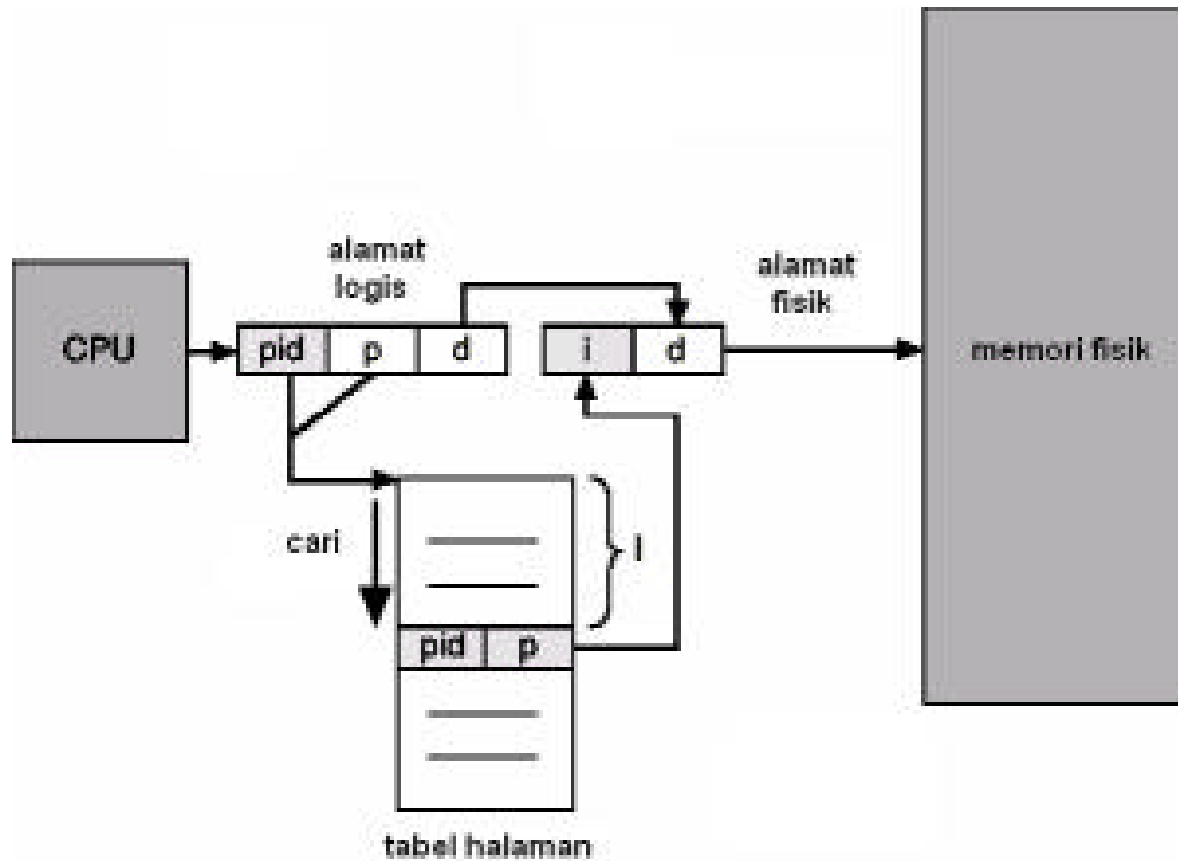 alamat
logis
alamat
fisik
CPU
pid
p
d
i
d
memori fisik
cari
i
pid
p
tabel halaman